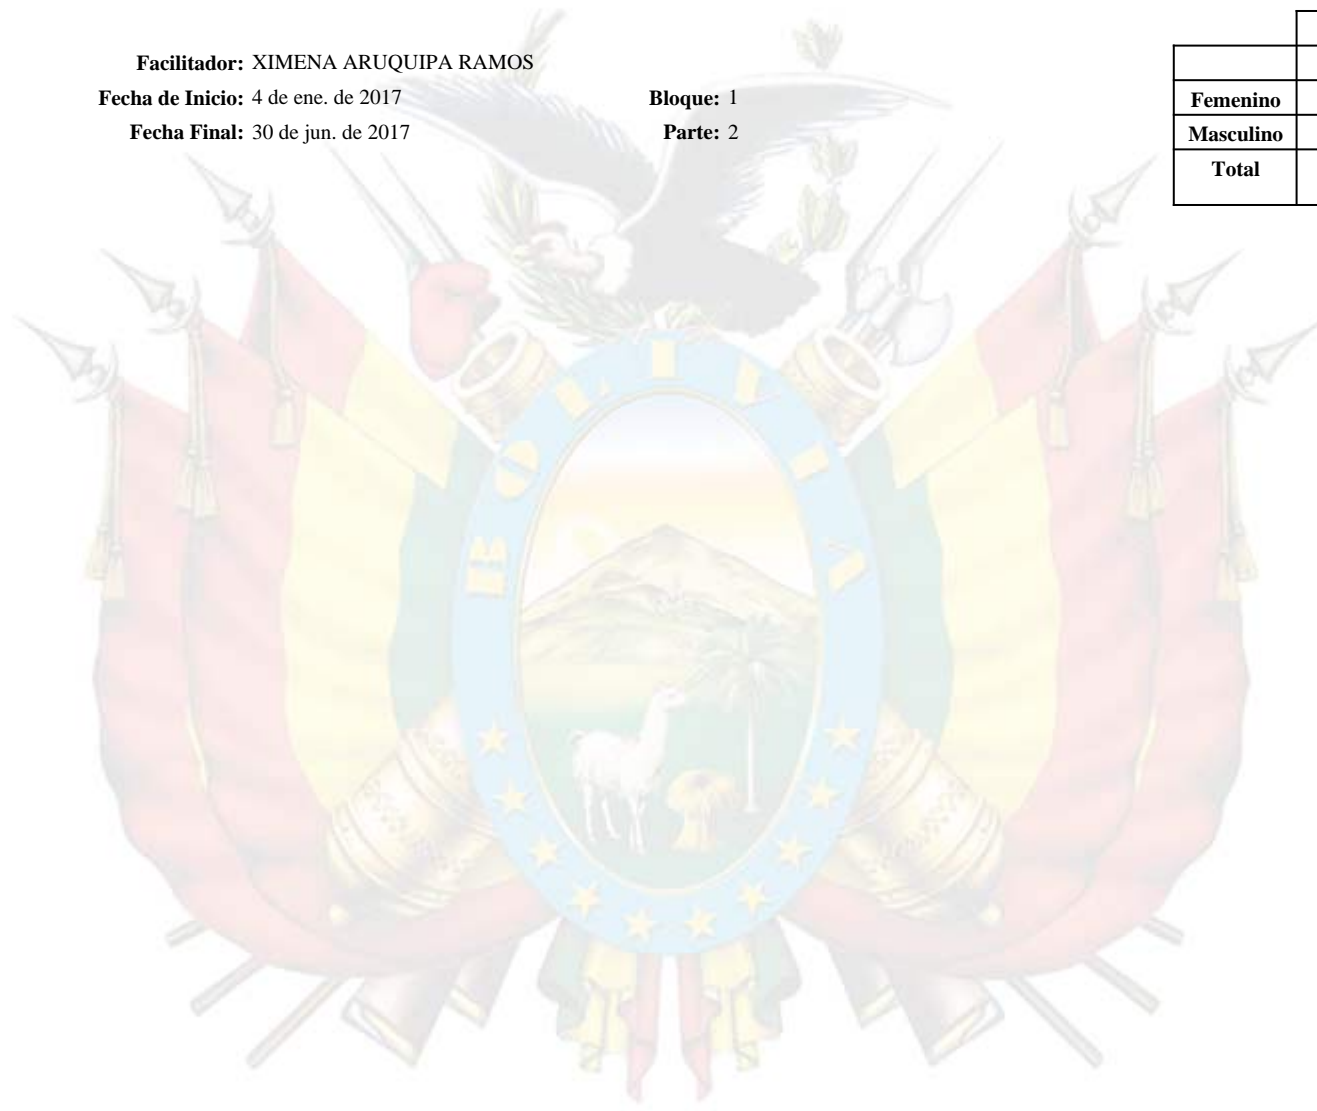 Facilitador: XIMENA ARUQUIPA RAMOS
Fecha de Inicio: 4 de ene. de 2017 Bloque: 1
Fecha Final: 30 de jun. de 2017 Parte: 2
Femenino
Masculino
Total
BOLIVIA